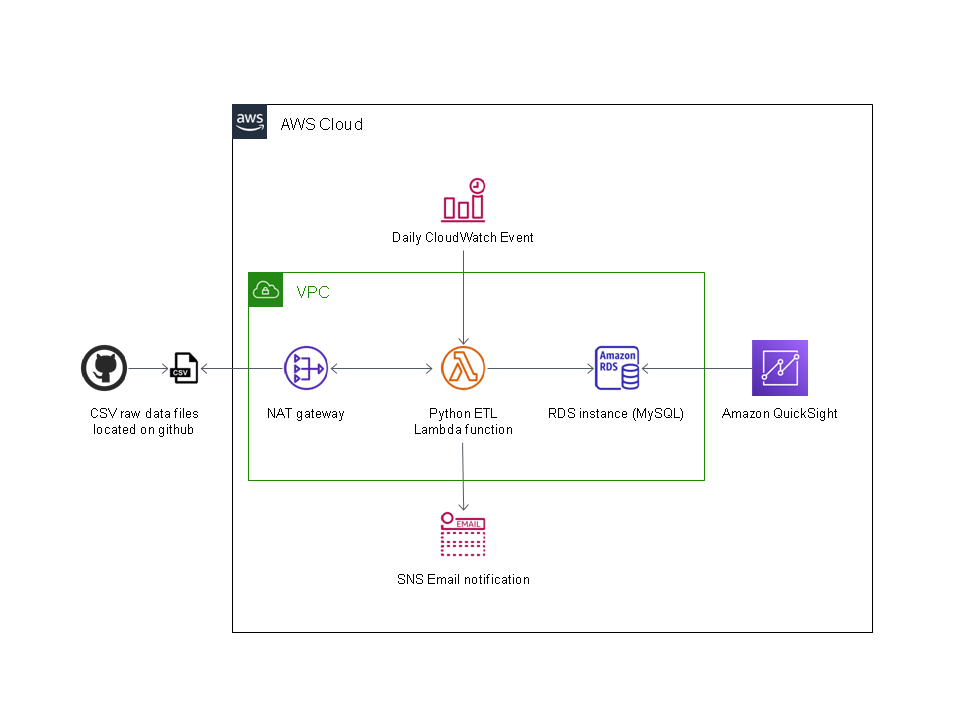 aws
AWS Cloud
Daily CloudWatch Event
VPC
CSV
Amazon
RDS
CSV raw data files
located on github
NAT gateway
Python ETL
Lambda function
RDS instance (MySQL)
Amazon QuickSight
EMAIL
SNS Email notification